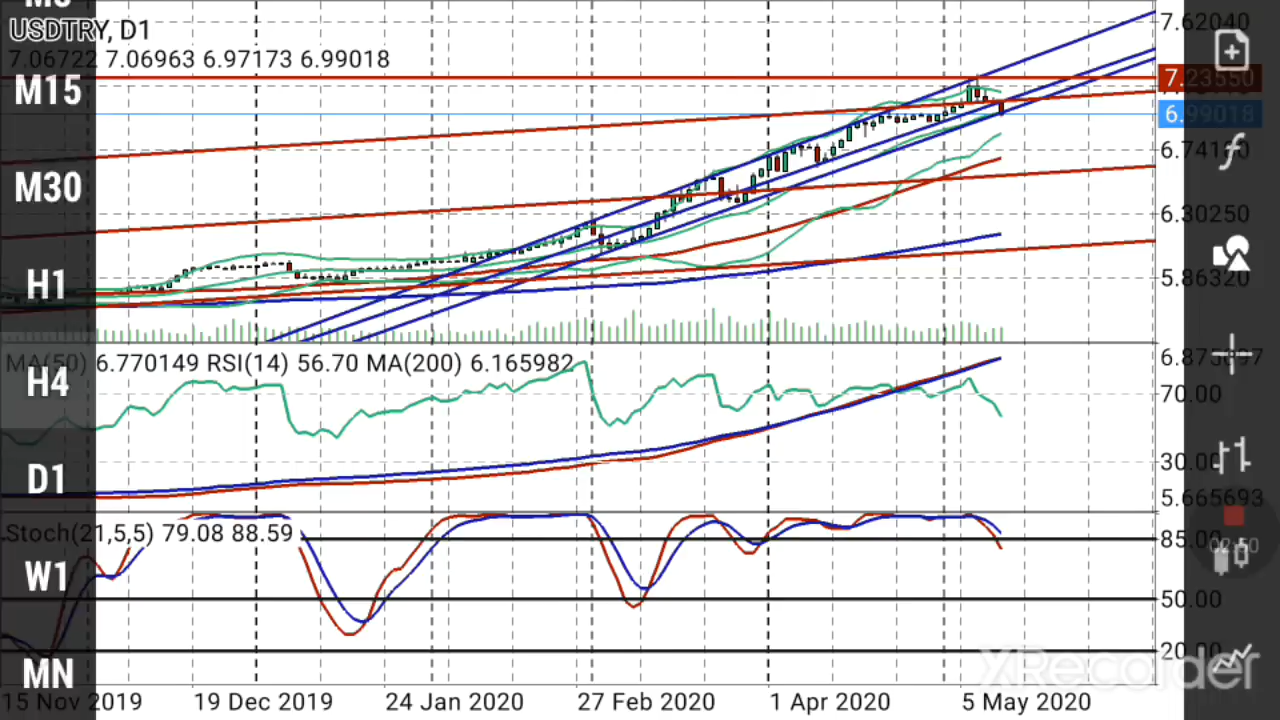 USDTRY, D1
7.06722 7.06963 6.97173 6.99018
M15
M30
H1
H4
D1
W1
MN
7.62040
7.23550
6.99018
6.74150
6.30250
5.86320
MA(50) 6.770149 RSI(14) 56.70 MA(200) 6.165982
70.00
30.00
5.665693
Stoch(21,5,5) 79.08 88.59
85.00
50.00
20.00
15 Nov 2019 19 Dec 2019 24 Jan 2020 27 Feb 2020 1 Apr 2020 5 May 2020
XRecorder